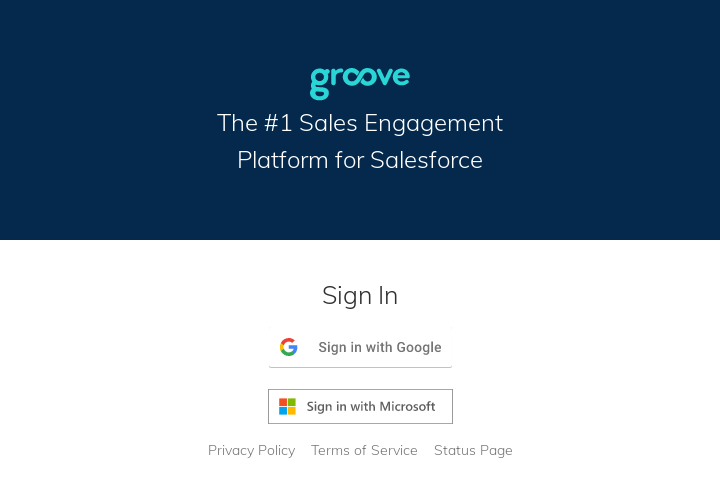 groove
The #1 Sales Engagement
Platform for Salesforce
Sign In
Sign in with Google
Sign in with Microsoft
Privacy Policy Terms of Service Status Page